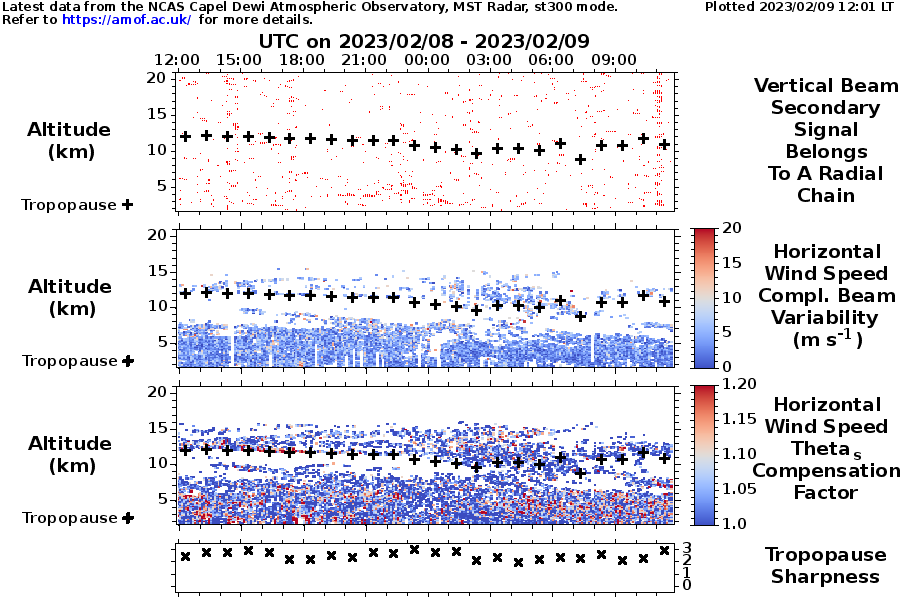 Latest data from the NCAS Capel Dewi Atmospheric Observatory, MST Radar, st300 mode.
Plotted 2023/02/09 12:01 LT
Refer to https://amof.ac.uk/ for more details.
UTC on 2023/02/08 - 2023/02/09
12:00 15:00 18:00 21:00 00:00 03:00 06:00 09:00
20
15
10
5
Altitude
(km)
Tropopause +
Vertical Beam
Secondary
Signal
Belongs
To A Radial
Chain
20
15
10
5
Altitude
(km)
Tropopause +
20
15
10
5
0
Horizontal
Wind Speed
Compl. Beam
Variability
(m s-1)
20
15
10
5
Altitude
(km)
Tropopause +
1.20
1.15
1.10
1.05
1.0
Horizontal
Wind Speed
Theta s
Compensation
Factor
3
2
1
0
Tropopause
Sharpness